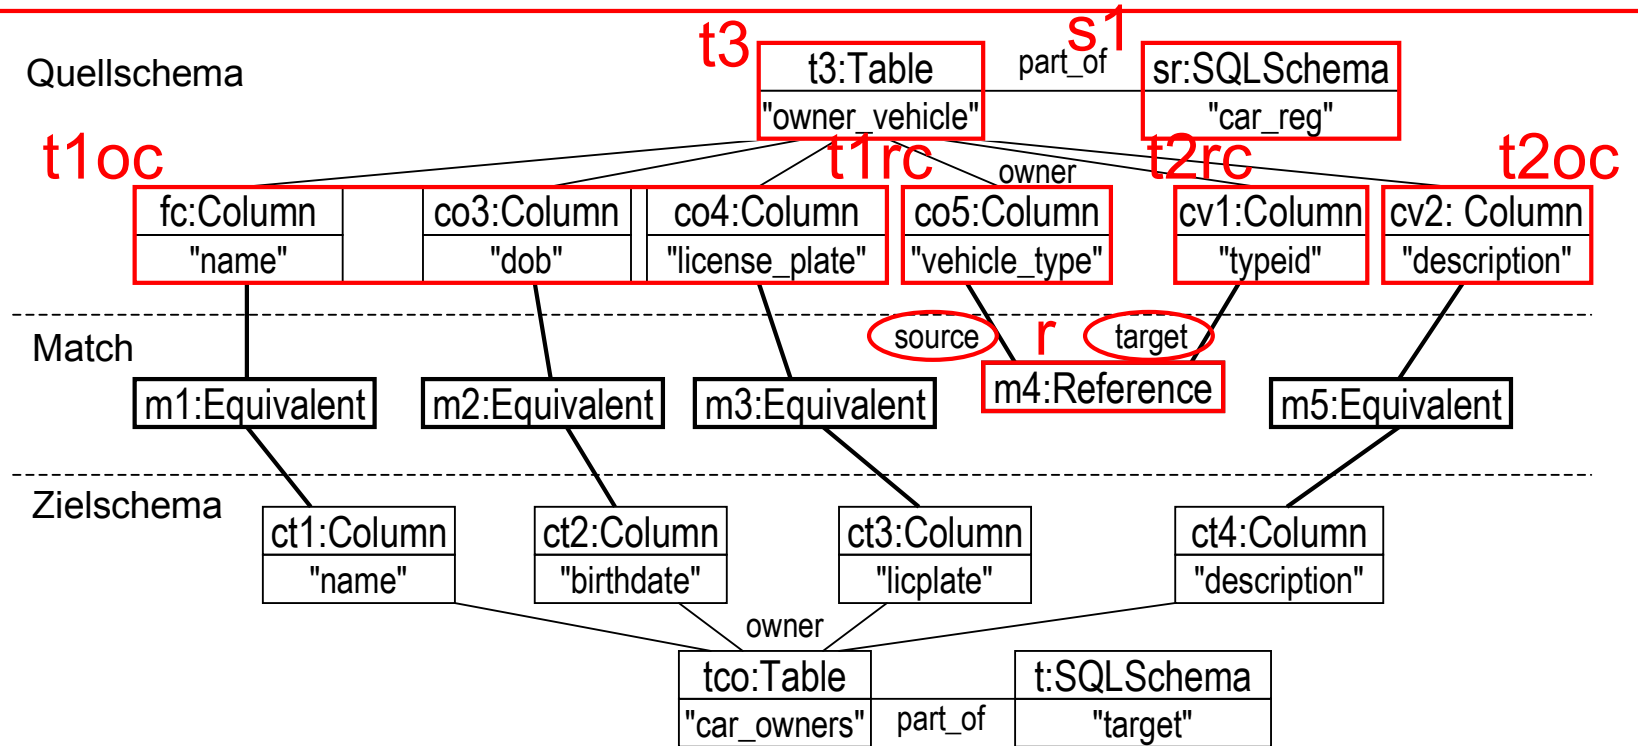 t3
s1
Quellschema
t3:Table
part_of
sr:SQLSchema
"owner_vehicle"
"car_reg"
t1oc
t1rc
t2rc
t2oc
owner
fc:Column
co3:Column
co4:Column
co5:Column
cv1:Column
cv2: Column
"name"
"dob"
"license_plate"
"vehicle_type"
"typeid"
"description"
Match
source
r
target
m1:Equivalent
m2:Equivalent
m3:Equivalent
m4:Reference
m5:Equivalent
Zielschema
ct1:Column
ct2:Column
ct3:Column
ct4:Column
"name"
"birthdate"
"licplate"
"description"
owner
tco:Table
t:SQLSchema
"car_owners"
part_of
"target"